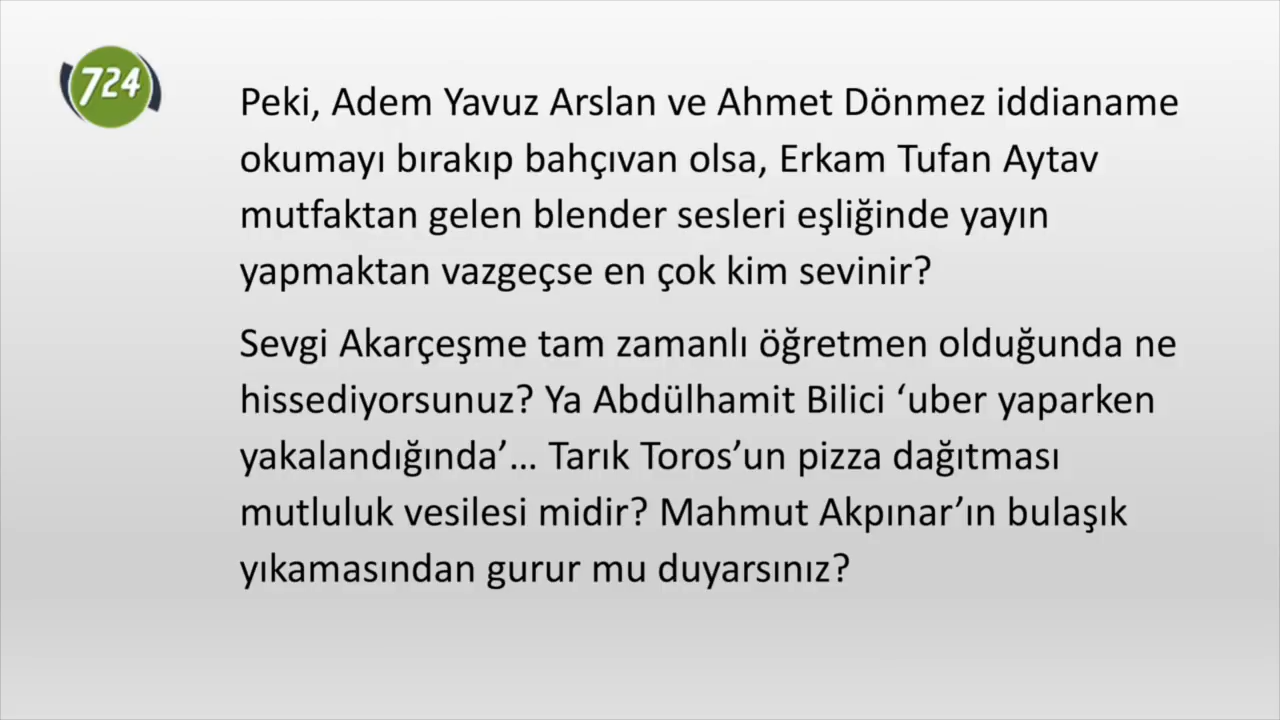 724
Peki, Adem Yavuz Arslan ve Ahmet Dönmez iddianame
okumayı bırakıp bahçıvan olsa, Erkam Tufan Aytav
mutfaktan gelen blender sesleri eşliğinde yayın
yapmaktan vazgeçse en çok kim sevinir?
Sevgi Akarçeşme tam zamanlı öğretmen olduğunda ne
hissediyorsunuz? Ya Abdülhamit Bilici ‘uber yaparken
yakalandığında’… Tarık Toros’un pizza dağıtması
mutluluk vesilesi midir? Mahmut Akpınar’ın bulaşık
yıkamasından gurur mu duyarsınız?